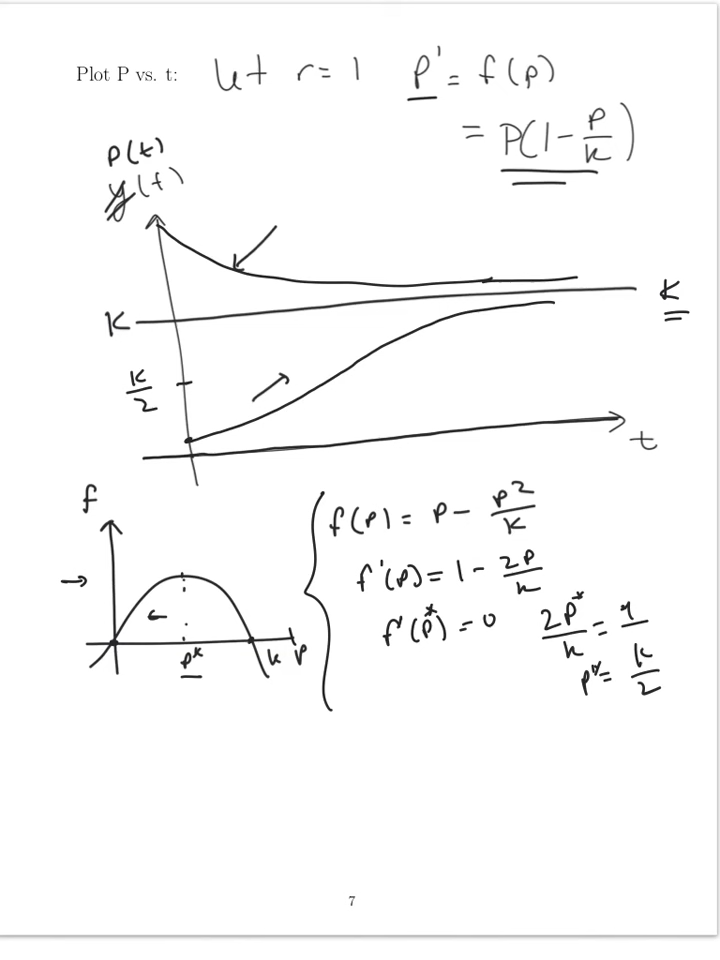 Plot P vs. t: let r = 1 P' = f(P)
= P(1 - P/K)
P(t)
y(t)
K
K
K/2
t
f
f(P) = P - P²/K
f'(P) = 1 - 2P/K
f'(P*) = 0 2P*/K = 1
P* K P
P* = K/2
7